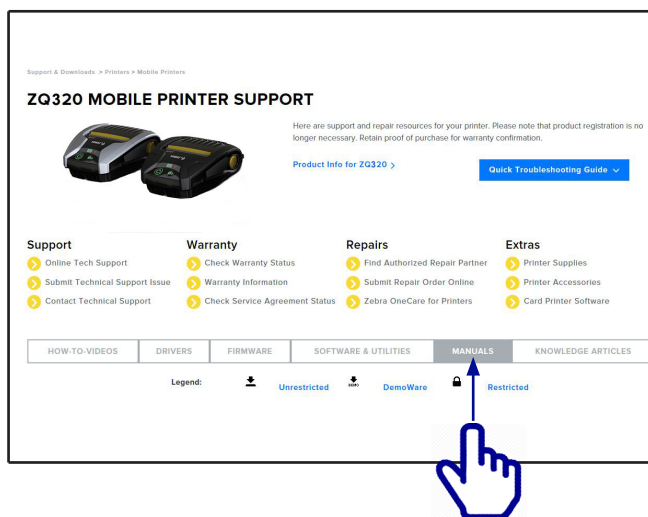 Support & Downloads > Printers > Mobile Printers
ZQ320 MOBILE PRINTER SUPPORT
Here are support and repair resources for your printer. Please note that product registration is no
longer necessary. Retain proof of purchase for warranty confirmation.
Product Info for ZQ320 >
Quick Troubleshooting Guide
Support
Warranty
Repairs
Extras
Online Tech Support
Check Warranty Status
Find Authorized Repair Partner
Printer Supplies
Submit Technical Support Issue
Warranty Information
Submit Repair Order Online
Printer Accessories
Contact Technical Support
Check Service Agreement Status
Zebra OneCare for Printers
Card Printer Software
HOW-TO-VIDEOS
DRIVERS
FIRMWARE
SOFTWARE & UTILITIES
MANUALS
KNOWLEDGE ARTICLES
Legend:
Unrestricted
DEMO
DemoWare
Restricted